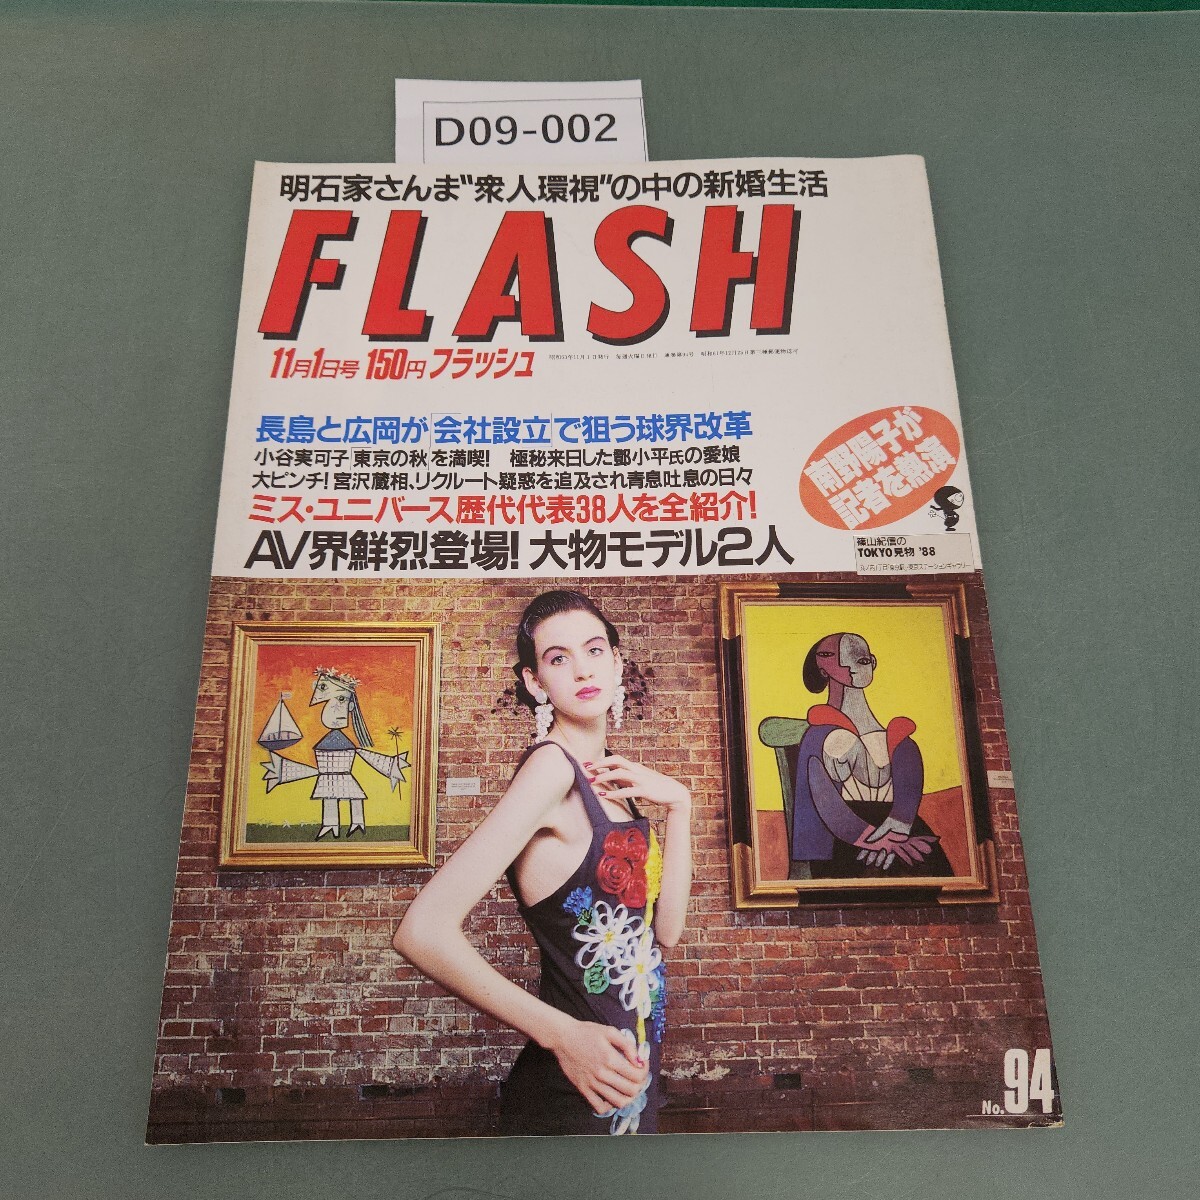 D09-002
明石家さんま“衆人環視”の中の新婚生活
FLASH
11月1日号 150円 フラッシュ
長島と広岡が「会社設立」で狙う球界改革
小谷実可子「東京の秋」を満喫! 極秘来日した鄧小平氏の愛娘
大ピンチ!宮沢蔵相、リクルート疑惑を追及され青息吐息の日々
ミス・ユニバース歴代代表38人を全紹介!
AV界鮮烈登場!大物モデル2人
南野陽子が
記者を熱演
篠山紀信の
TOKYO見物 '88
No.94